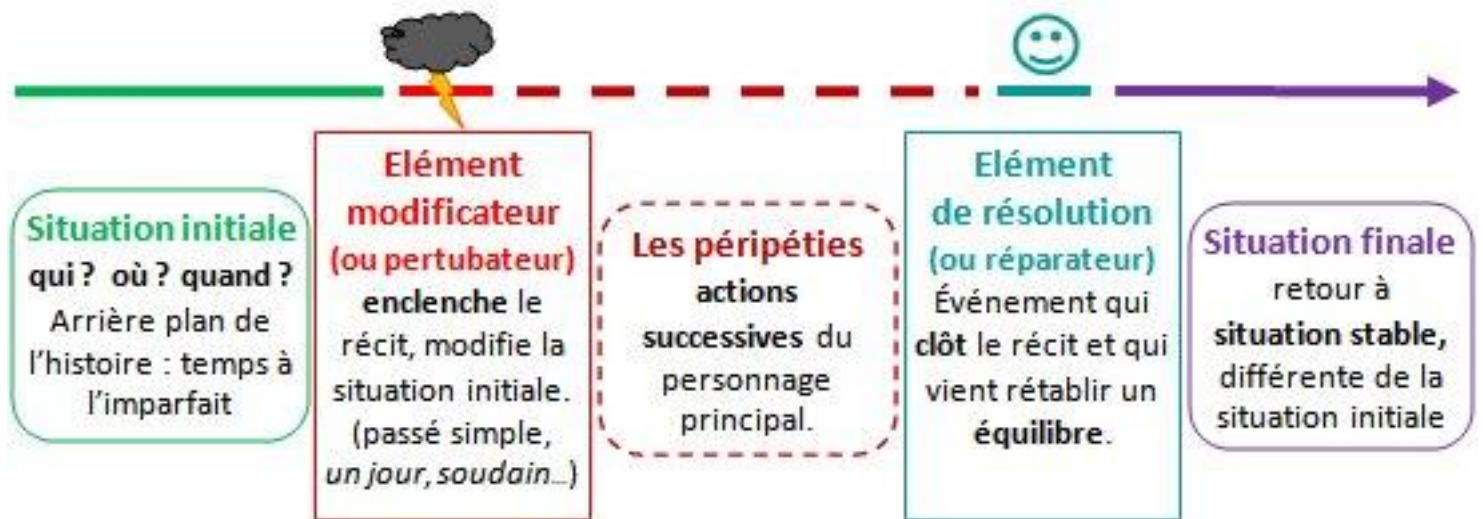 Situation initiale
qui ? où ? quand ?
Arrière plan de
l'histoire : temps à
l'imparfait
Elément
modificateur
(ou pertubateur)
enclenche le
récit, modifie la
situation initiale.
(passé simple,
un jour, soudain...)
Les péripéties
actions
successives du
personnage
principal.
Elément
de résolution
(ou réparateur)
Événement qui
clôt le récit et qui
vient rétablir un
équilibre.
Situation finale
retour à
situation stable,
différente de la
situation initiale